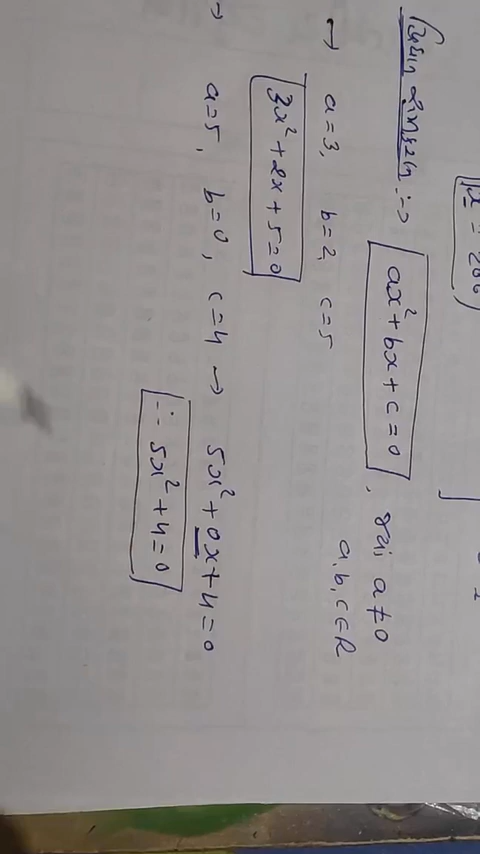 ax² + bx + c = 0 , જ્યાં a ≠ 0
a, b, c ∈ R
→ a = 3, b = 2, c = 5
3x² + 2x + 5 = 0
→ a = 5, b = 0, c = 4 → 5x² + 0x + 4 = 0
∴ 5x² + 4 = 0